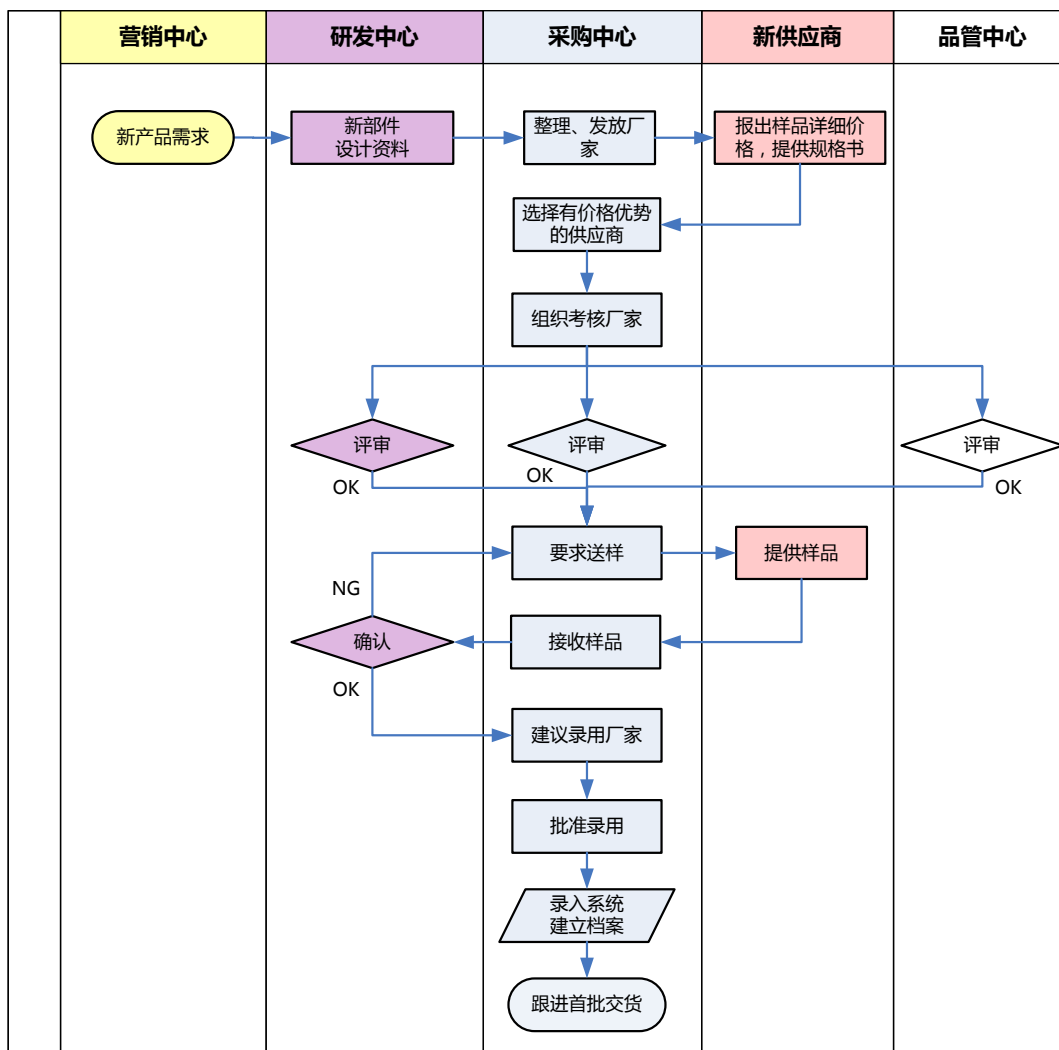 营销中心
研发中心
采购中心
新供应商
品管中心
新产品需求
新部件
设计资料
整理、发放厂
家
报出样品详细价
格，提供规格书
选择有价格优势
的供应商
组织考核厂家
评审
评审
评审
OK
OK
OK
要求送样
提供样品
NG
确认
接收样品
OK
建议录用厂家
批准录用
录入系统
建立档案
跟进首批交货